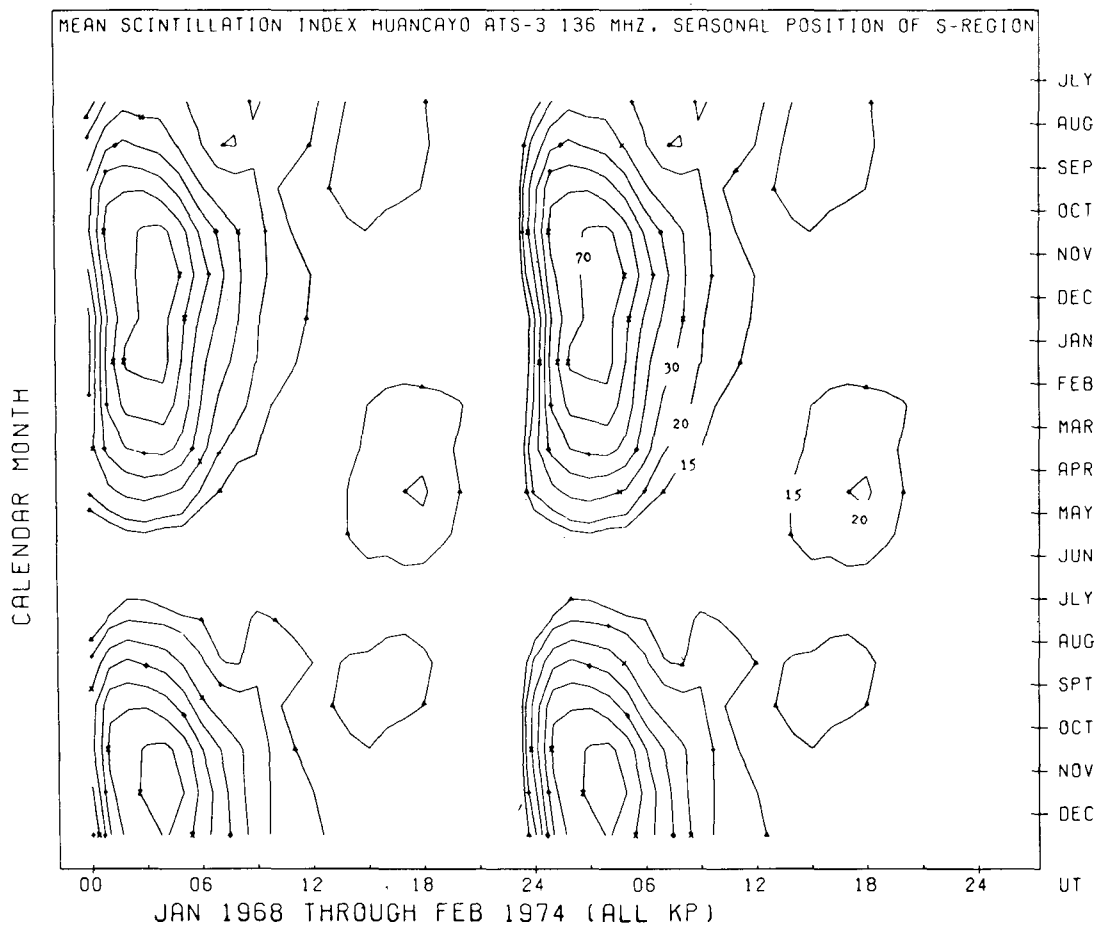 MEAN SCINTILLATION INDEX HUANCAYO ATS-3 136 MHZ, SEASONAL POSITION OF S-REGION
JLY
AUG
SEP
OCT
NOV
70
DEC
JAN
30
FEB
20
MAR
15
APR
15
20
MAY
JUN
JLY
AUG
SPT
OCT
NOV
DEC
CALENDAR MONTH
00 06 12 18 24 06 12 18 24 UT
JAN 1968 THROUGH FEB 1974 (ALL KP)